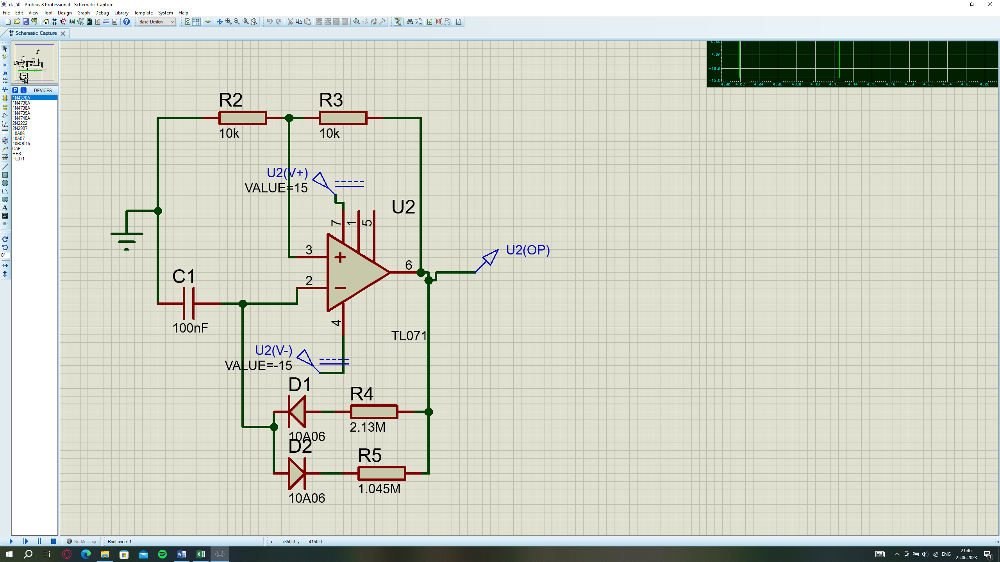 dz_50 - Proteus 8 Professional - Schematic Capture
File Edit View Tool Design Graph Debug Library Template System Help
Base Design
Schematic Capture
P L DEVICES
1N4370A
1N4736A
1N4738A
1N4739A
1N4740A
2N2222
2N2907
10A06
10A07
10BQ015
CAP
RES
TL071
LBL
A
S
0°
0.00
-5.00
-10.0
-15.0
4.00 4.02 4.04 4.06 4.08 4.10 4.12 4.14 4.16 4.18 4.20 4.22 4.24 4.26 4.28
R2
10k
R3
10k
U2(V+)
VALUE=15
U2
7
1
5
3
2
6
4
U2(OP)
C1
100nF
TL071
U2(V-)
VALUE=-15
D1
10A06
R4
2.13M
D2
10A06
R5
1.045M
No Messages
Root sheet 1
x: +350.0 y: -4150.0
th
ENG
21:46
25.06.2023
1